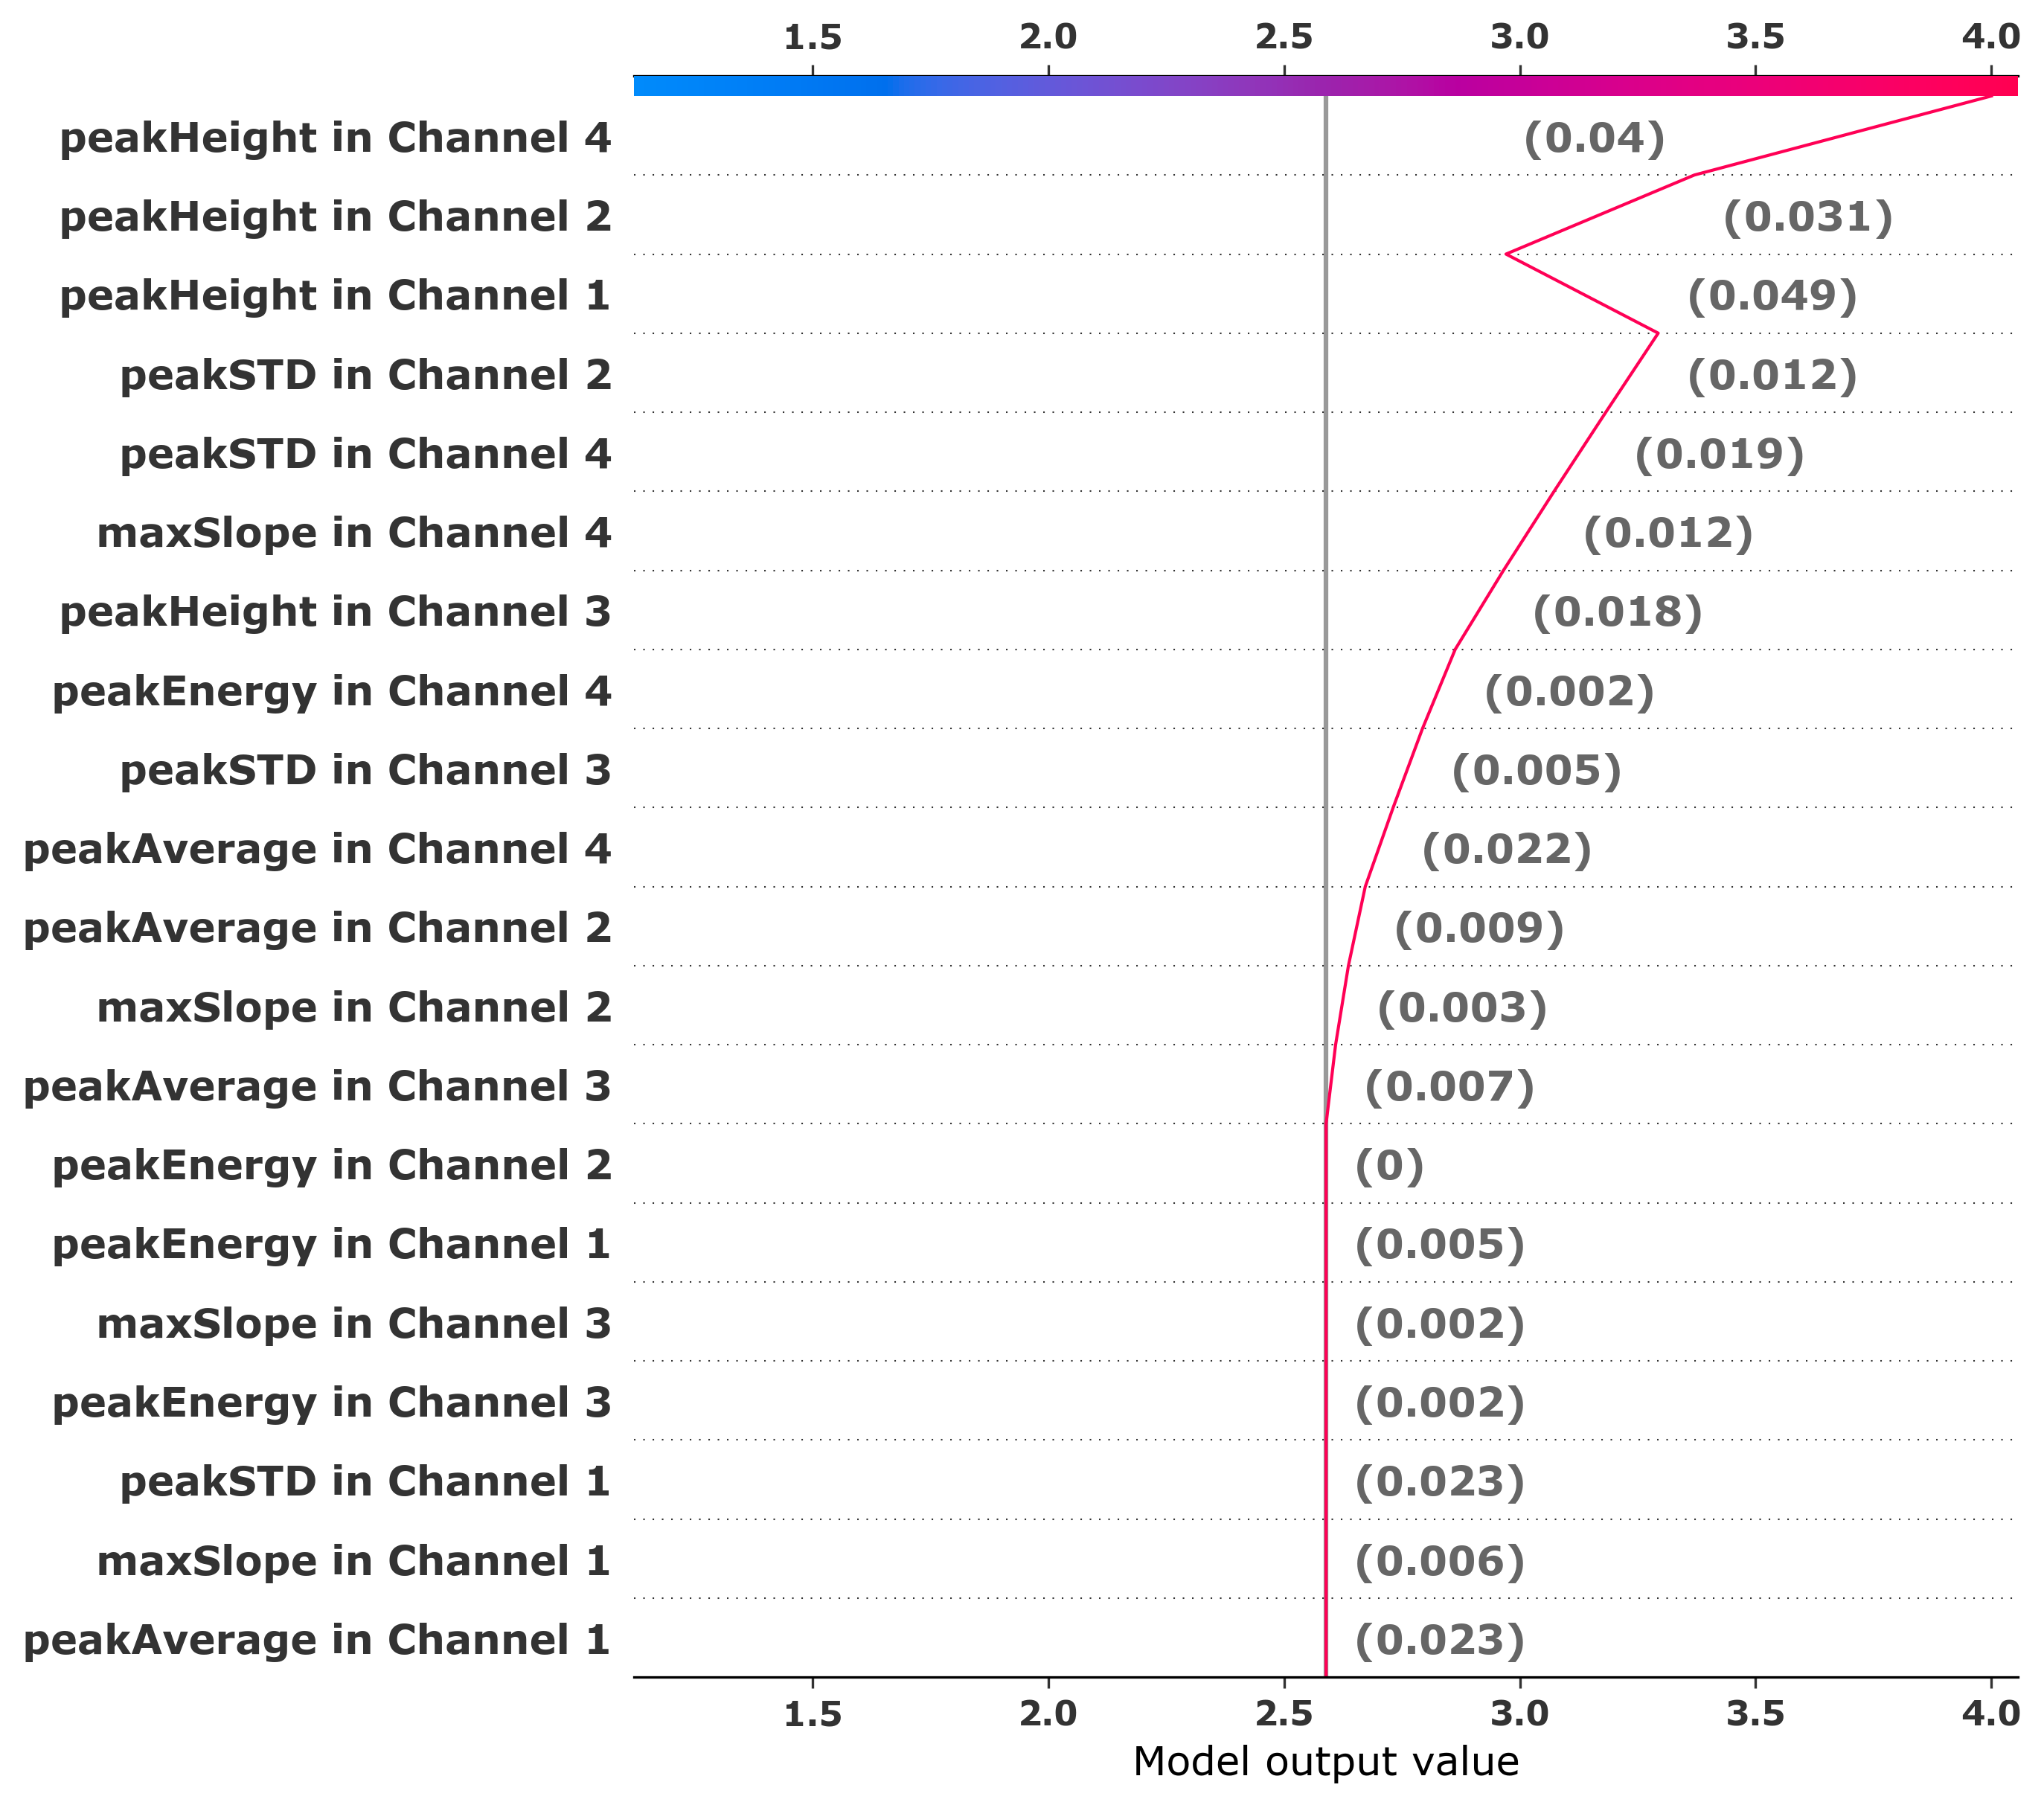 1.5 2.0 2.5 3.0 3.5 4.0
peakHeight in Channel 4 (0.04)
peakHeight in Channel 2 (0.031)
peakHeight in Channel 1 (0.049)
peakSTD in Channel 2 (0.012)
peakSTD in Channel 4 (0.019)
maxSlope in Channel 4 (0.012)
peakHeight in Channel 3 (0.018)
peakEnergy in Channel 4 (0.002)
peakSTD in Channel 3 (0.005)
peakAverage in Channel 4 (0.022)
peakAverage in Channel 2 (0.009)
maxSlope in Channel 2 (0.003)
peakAverage in Channel 3 (0.007)
peakEnergy in Channel 2 (0)
peakEnergy in Channel 1 (0.005)
maxSlope in Channel 3 (0.002)
peakEnergy in Channel 3 (0.002)
peakSTD in Channel 1 (0.023)
maxSlope in Channel 1 (0.006)
peakAverage in Channel 1 (0.023)
1.5 2.0 2.5 3.0 3.5 4.0
Model output value